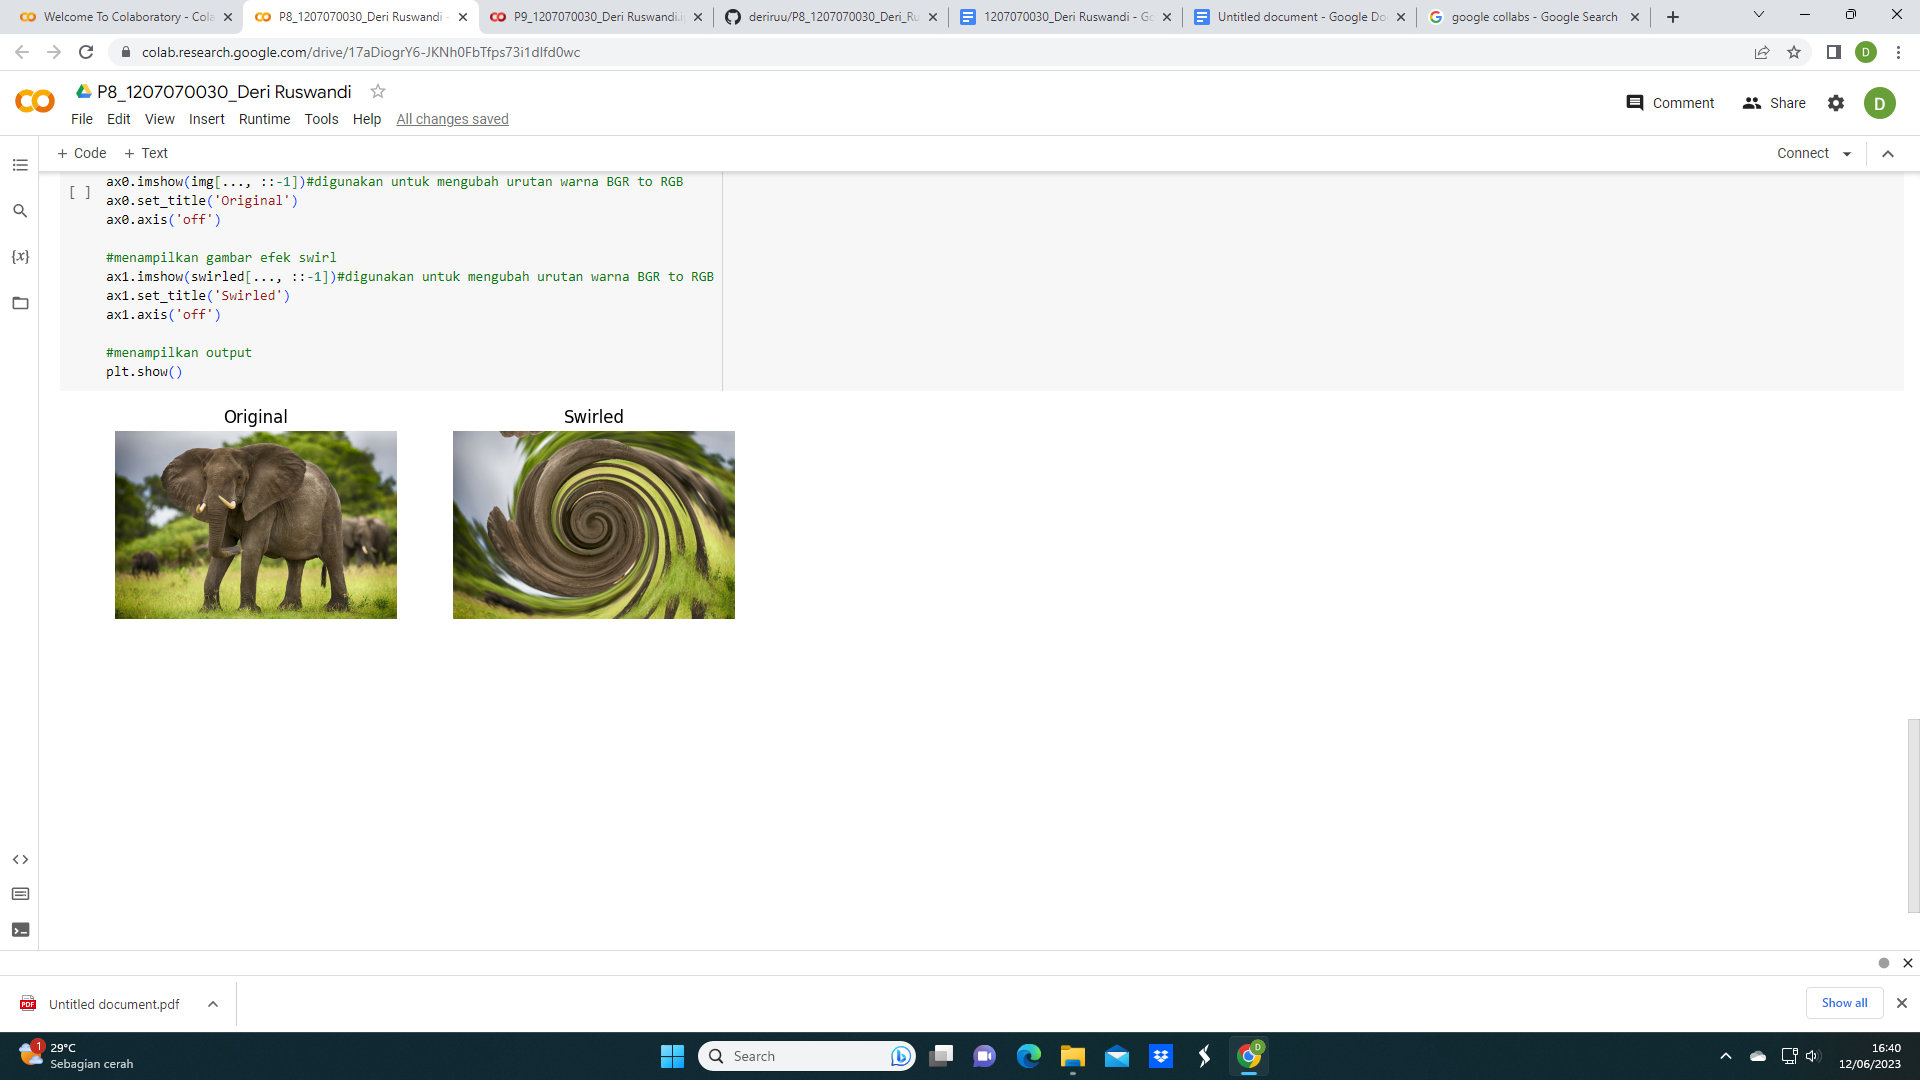 Welcome To Colaboratory - Cola
P8_1207070030_Deri Ruswandi -
P9_1207070030_Deri Ruswandi.i
deriruu/P8_1207070030_Deri_Ru
1207070030_Deri Ruswandi - Go
Untitled document - Google Do
google collabs - Google Search
colab.research.google.com/drive/17aDiogrY6-JKNh0FbTfps73i1dIfd0wc
D
P8_1207070030_Deri Ruswandi
Comment
Share
D
File Edit View Insert Runtime Tools Help All changes saved
+ Code + Text
Connect
[ ]
ax0.imshow(img[..., ::-1])#digunakan untuk mengubah urutan warna BGR to RGB
ax0.set_title('Original')
ax0.axis('off')
#menampilkan gambar efek swirl
ax1.imshow(swirled[..., ::-1])#digunakan untuk mengubah urutan warna BGR to RGB
ax1.set_title('Swirled')
ax1.axis('off')
#menampilkan output
plt.show()
{x}
Original
Swirled
PDF
Untitled document.pdf
Show all
1
29°C
Sebagian cerah
Search
D
16:40
12/06/2023